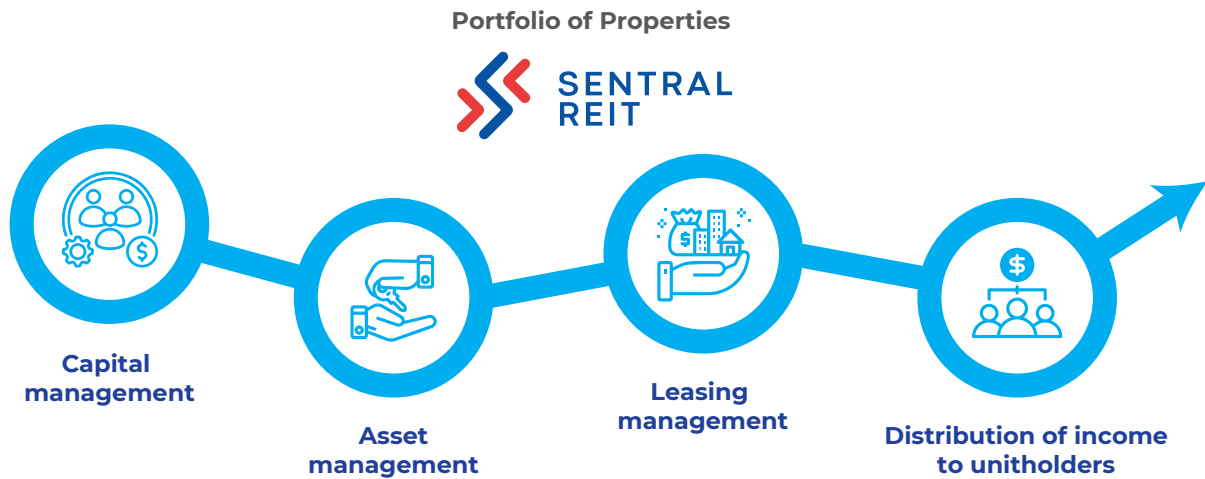 Portfolio of Properties
SENTRAL
REIT
$
$
$
Capital
management
Asset
management
Leasing
management
Distribution of income
to unitholders